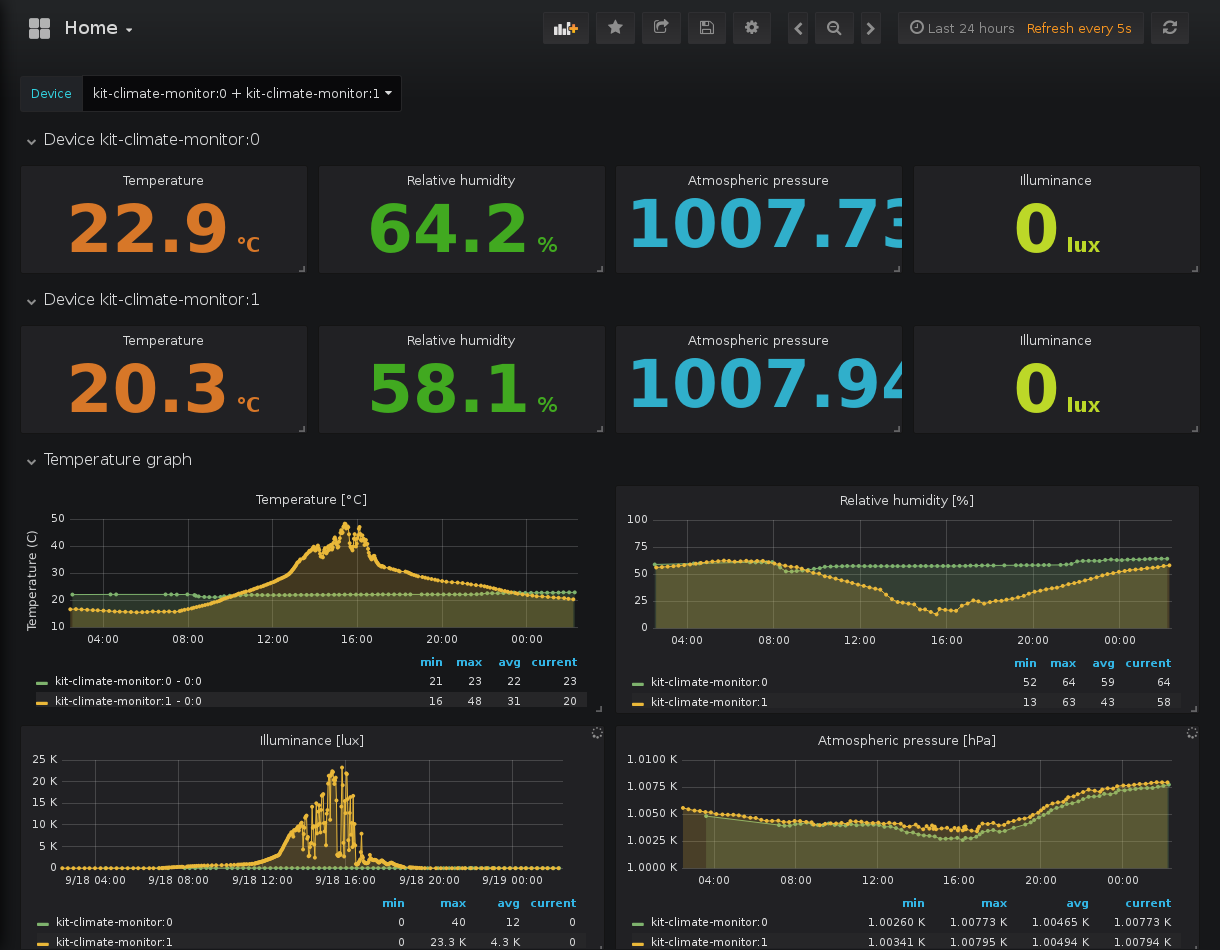 Home
Last 24 hours Refresh every 5s
Device kit-climate-monitor:0 + kit-climate-monitor:1
Device kit-climate-monitor:0
Temperature Relative humidity Atmospheric pressure Illuminance
22.9 °C 64.2 % 1007.73 0 lux
Device kit-climate-monitor:1
Temperature Relative humidity Atmospheric pressure Illuminance
20.3 °C 58.1 % 1007.94 0 lux
Temperature graph
Temperature [°C]
Temperature (C)
50
40
30
20
10
04:00 08:00 12:00 16:00 20:00 00:00
min max avg current
kit-climate-monitor:0 - 0:0 21 23 22 23
kit-climate-monitor:1 - 0:0 16 48 31 20
Relative humidity [%]
100
75
50
25
0
04:00 08:00 12:00 16:00 20:00 00:00
min max avg current
kit-climate-monitor:0 52 64 59 64
kit-climate-monitor:1 13 63 43 58
Illuminance [lux]
25 K
20 K
15 K
10 K
5 K
0
9/18 04:00 9/18 08:00 9/18 12:00 9/18 16:00 9/18 20:00 9/19 00:00
min max avg current
kit-climate-monitor:0 0 40 12 0
kit-climate-monitor:1 0 23.3 K 4.3 K 0
Atmospheric pressure [hPa]
1.0100 K
1.0075 K
1.0050 K
1.0025 K
1.0000 K
04:00 08:00 12:00 16:00 20:00 00:00
min max avg current
kit-climate-monitor:0 1.00260 K 1.00773 K 1.00465 K 1.00773 K
kit-climate-monitor:1 1.00341 K 1.00795 K 1.00494 K 1.00794 K